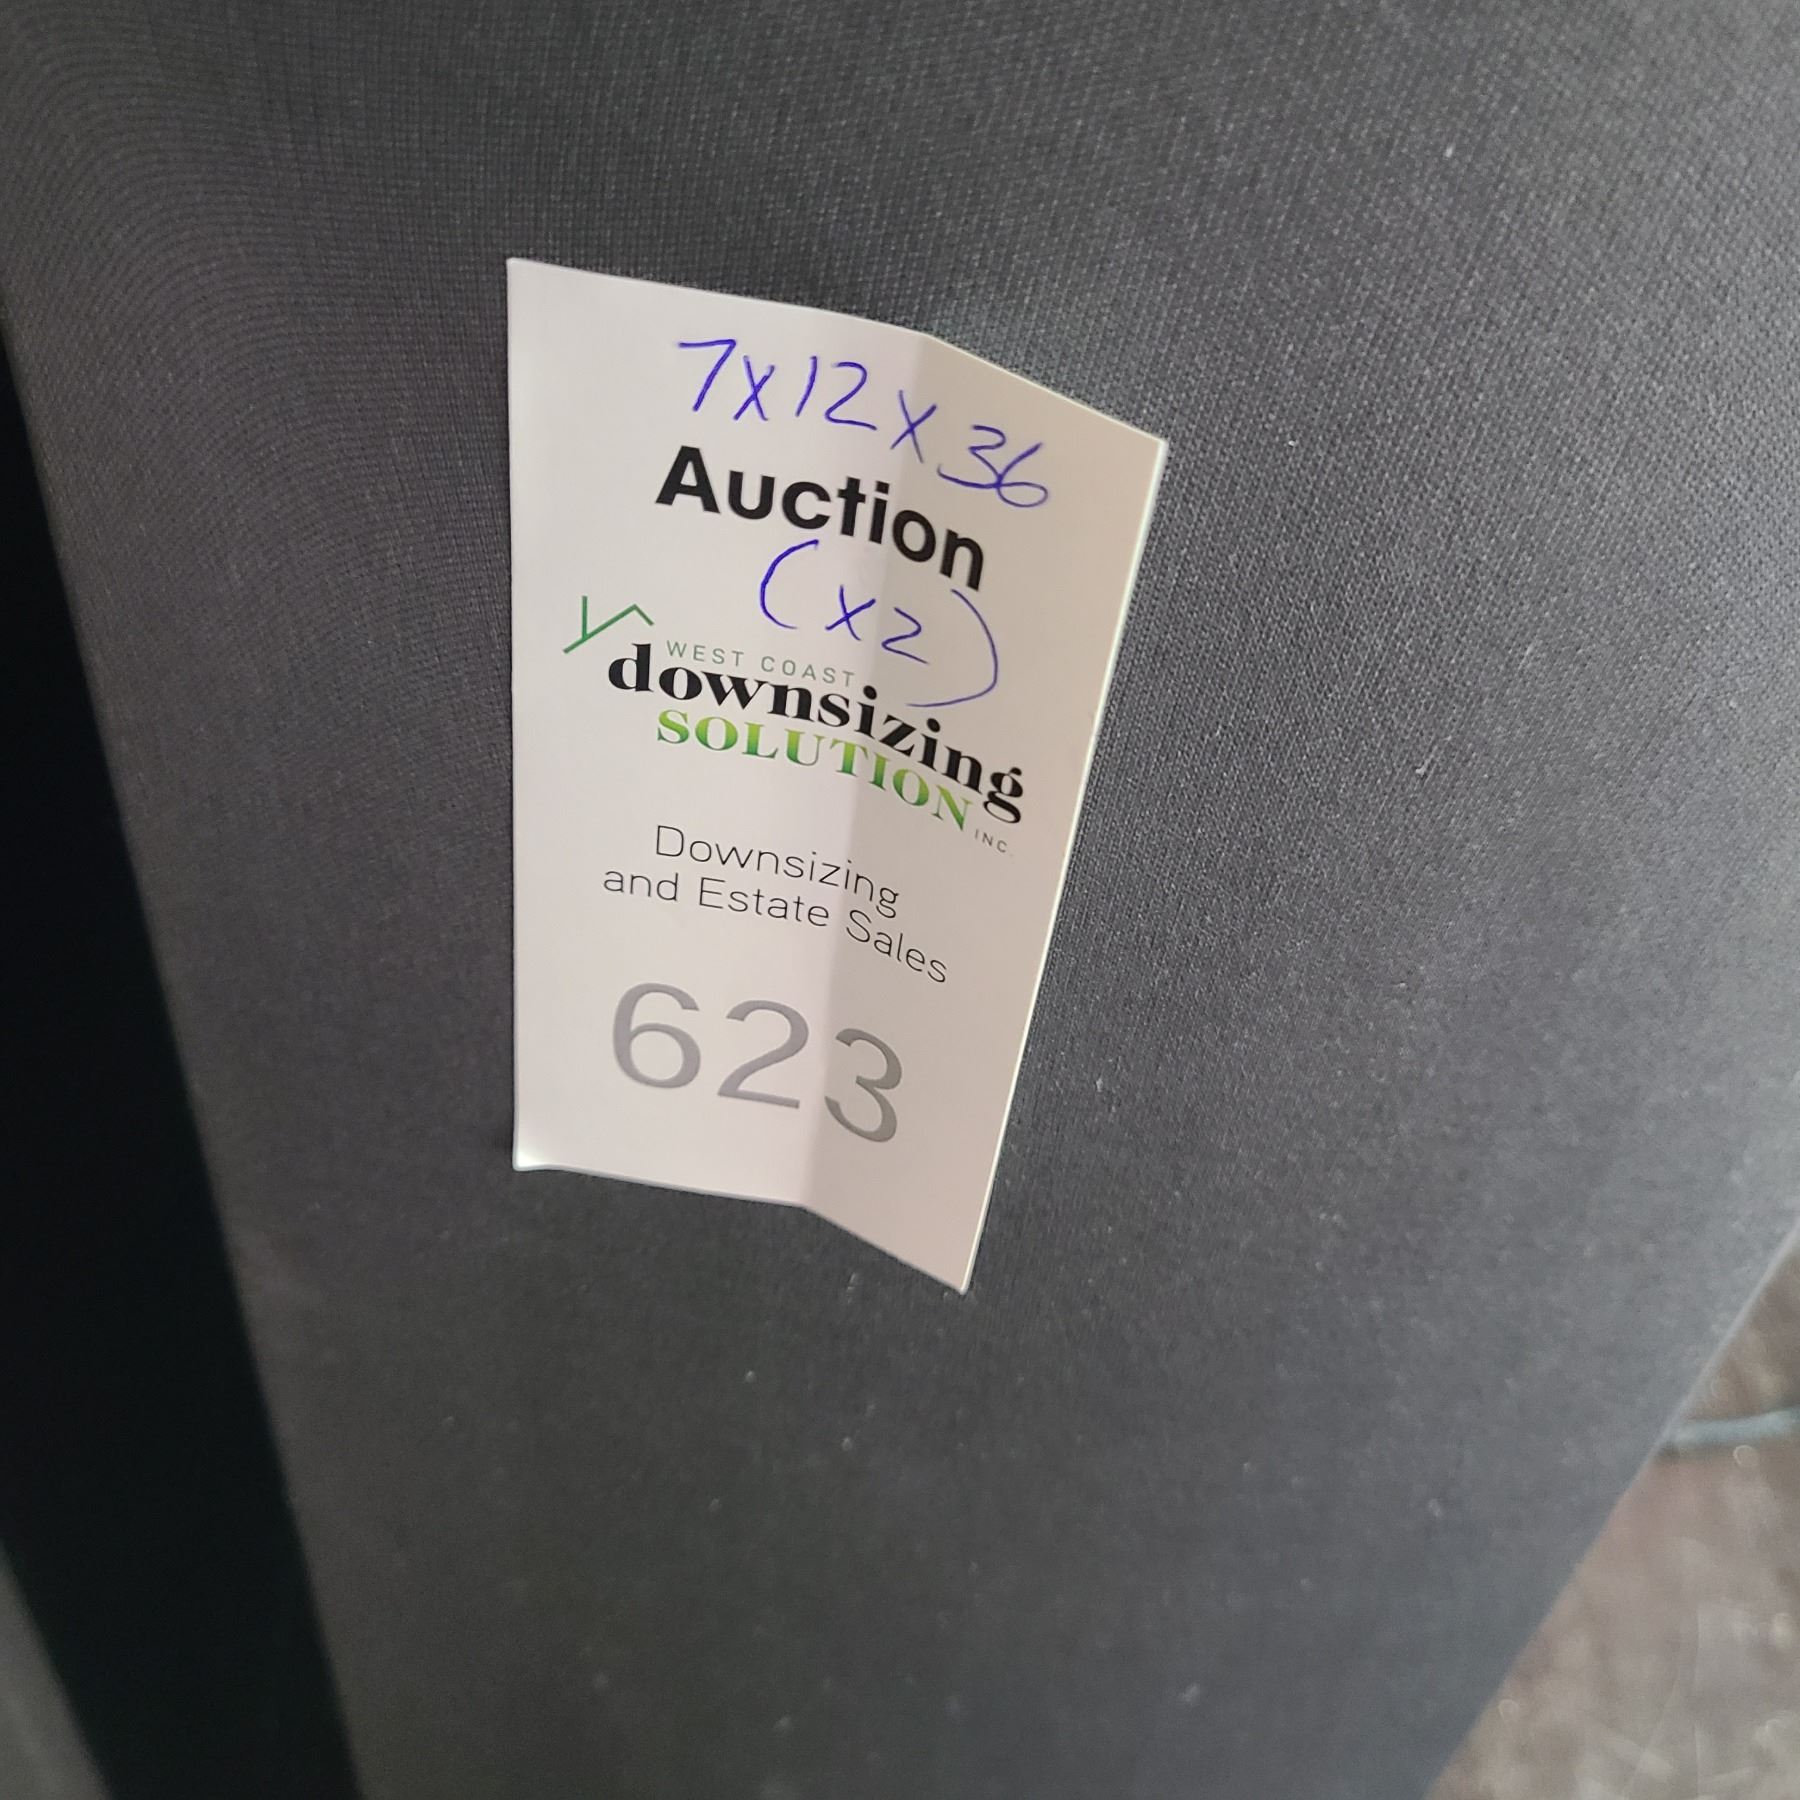 7x12x36
Auction
(x2)
WEST COAST
downsizing
SOLUTION INC.
Downsizing
and Estate Sales
623